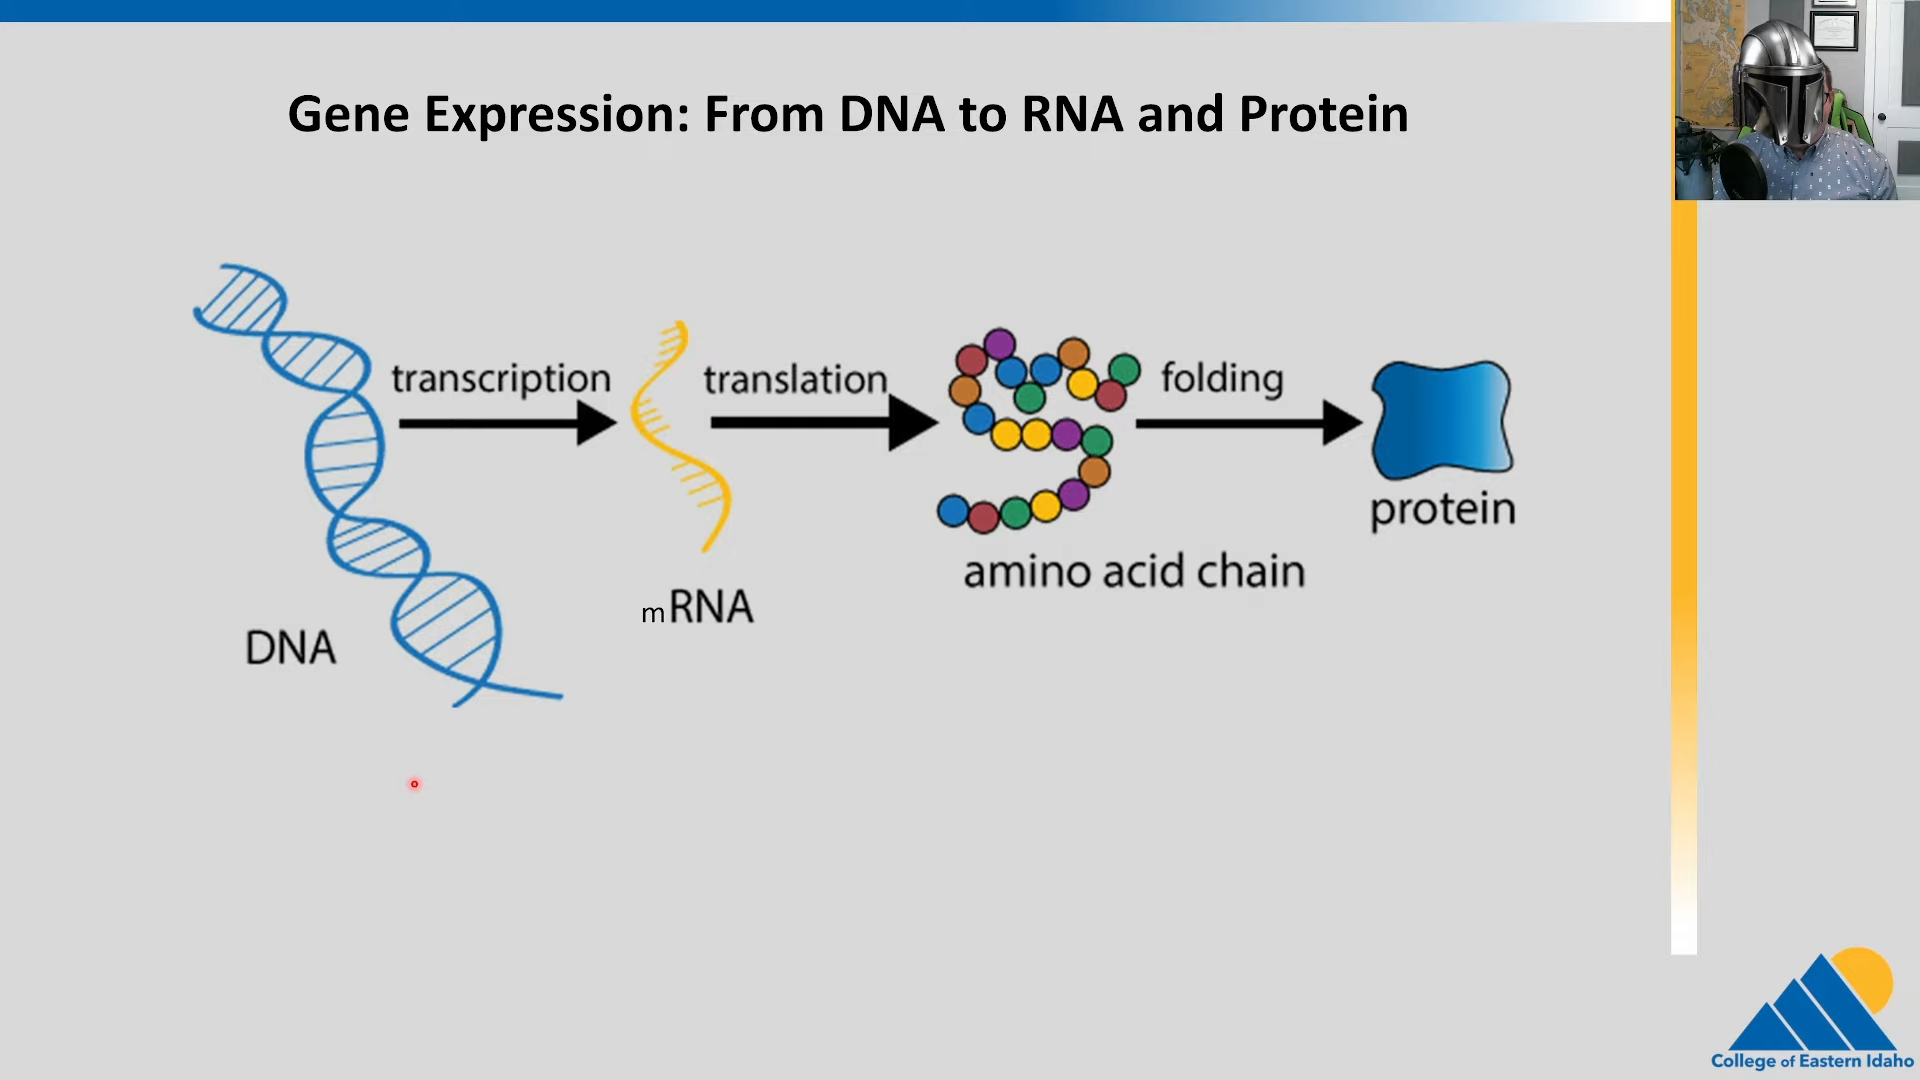 Gene Expression: From DNA to RNA and Protein
transcription
translation
folding
protein
amino acid chain
mRNA
DNA
College of Eastern Idaho